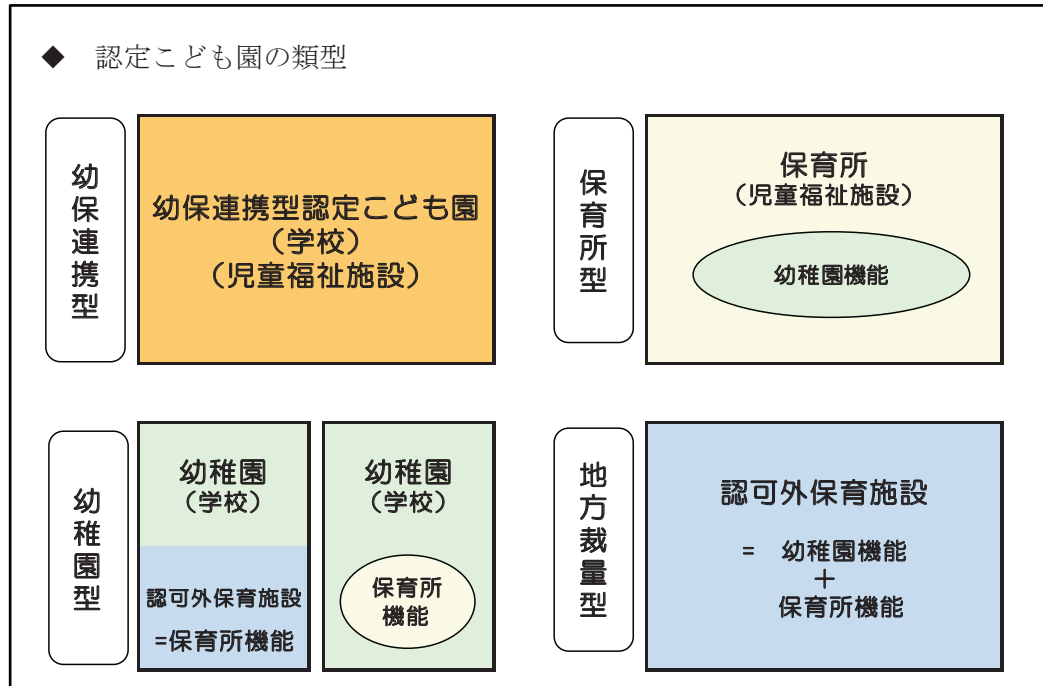 ◆ 認定こども園の類型
幼保連携型
幼保連携型認定こども園
（学校）
（児童福祉施設）
保育所型
保育所
（児童福祉施設）
幼稚園機能
幼稚園型
幼稚園
（学校）
認可外保育施設
=保育所機能
幼稚園
（学校）
保育所
機能
地方裁量型
認可外保育施設
= 幼稚園機能
＋
保育所機能